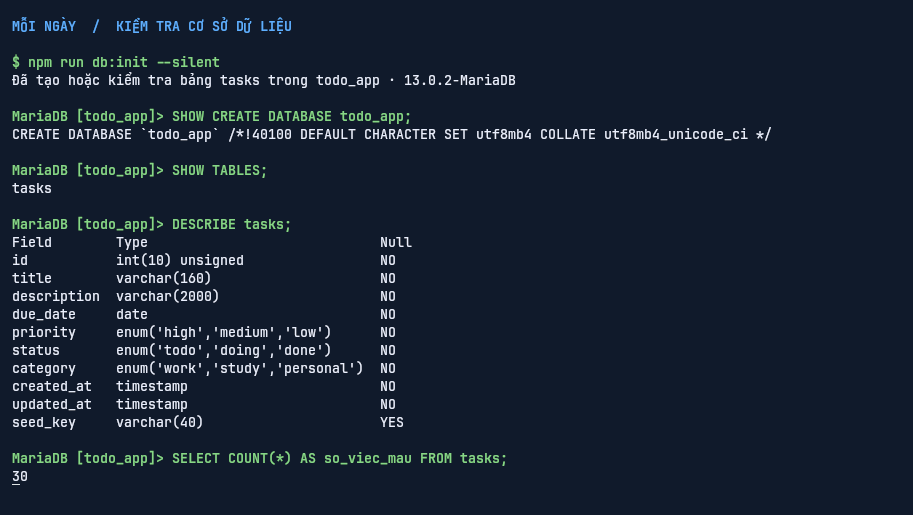 MỖI NGÀY  /  KIỂM TRA CƠ SỞ DỮ LIỆU
$ npm run db:init --silent
Đã tạo hoặc kiểm tra bảng tasks trong todo_app · 13.0.2-MariaDB
MariaDB [todo_app]> SHOW CREATE DATABASE todo_app;
CREATE DATABASE `todo_app` /*!40100 DEFAULT CHARACTER SET utf8mb4 COLLATE utf8mb4_unicode_ci */
MariaDB [todo_app]> SHOW TABLES;
tasks
MariaDB [todo_app]> DESCRIBE tasks;
Field        Type                             Null
id           int(10) unsigned                 NO
title        varchar(160)                     NO
description  varchar(2000)                    NO
due_date     date                             NO
priority     enum('high','medium','low')      NO
status       enum('todo','doing','done')      NO
category     enum('work','study','personal')  NO
created_at   timestamp                        NO
updated_at   timestamp                        NO
seed_key     varchar(40)                      YES
MariaDB [todo_app]> SELECT COUNT(*) AS so_viec_mau FROM tasks;
30